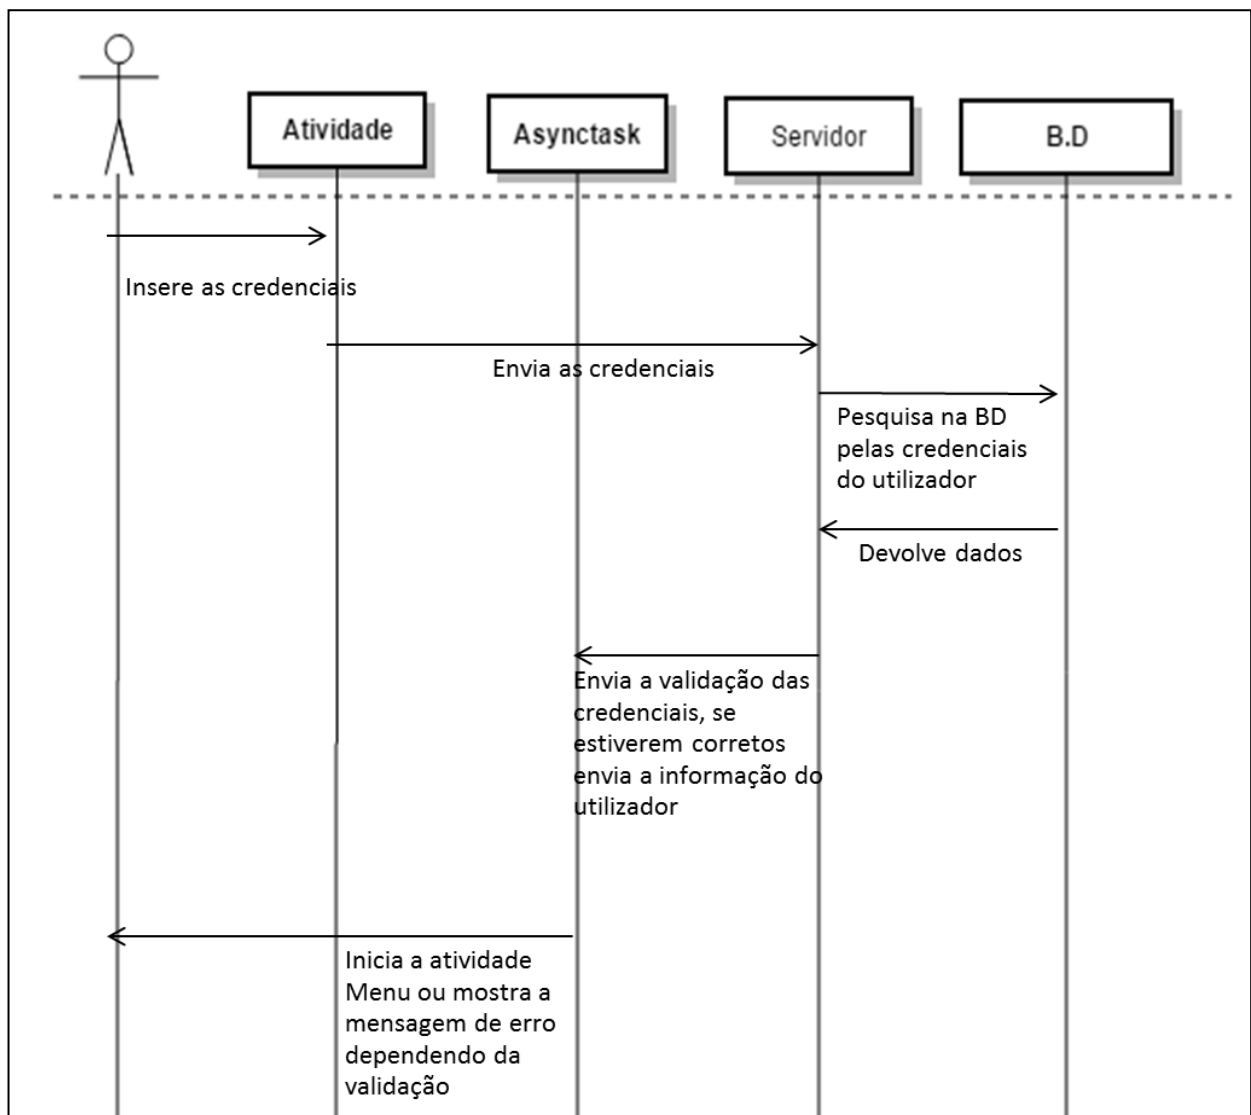 Atividade
Asynctask
Servidor
B.D
Insere as credenciais
Envia as credenciais
Pesquisa na BD
pelas credenciais
do utilizador
Devolve dados
Envia a validação das
credenciais, se
estiverem corretos
envia a informação do
utilizador
Inicia a atividade
Menu ou mostra a
mensagem de erro
dependendo da
validação